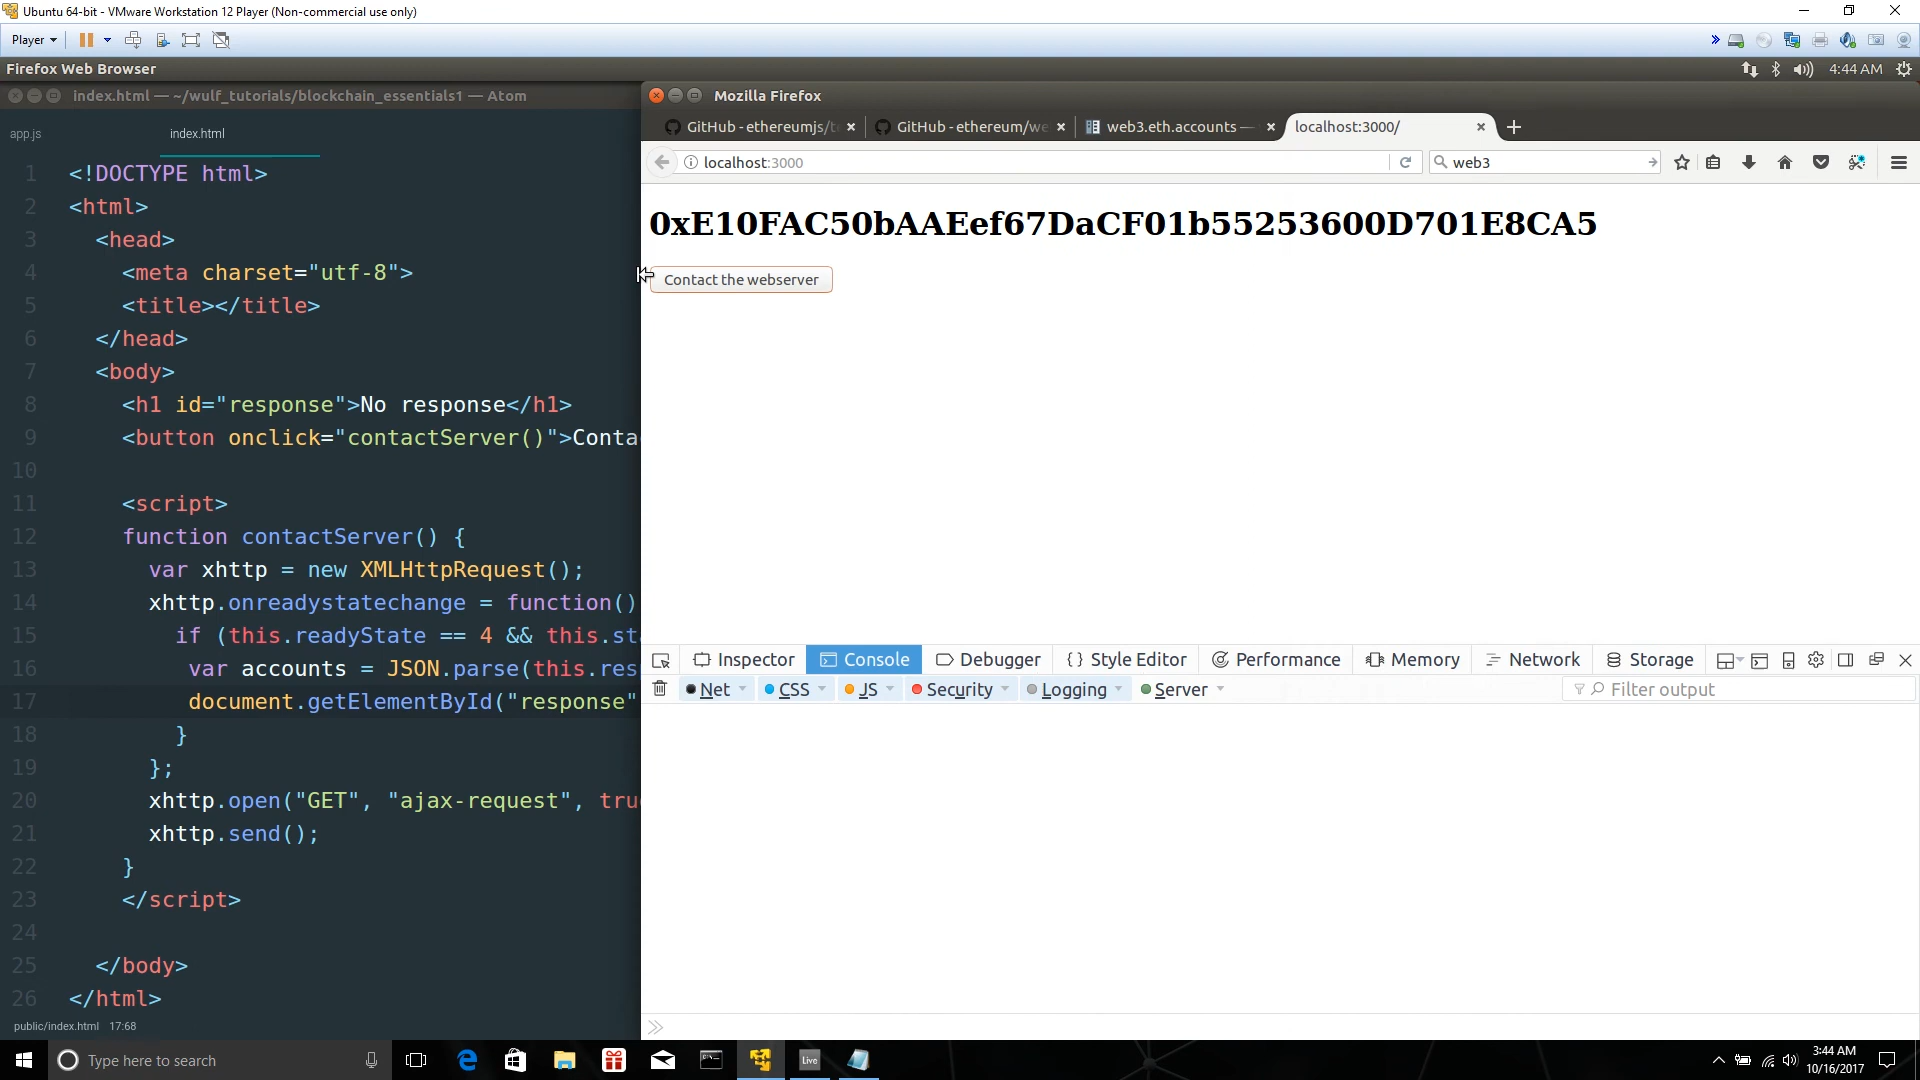 Ubuntu 64-bit - VMware Workstation 12 Player (Non-commercial use only)
Player
Firefox Web Browser
4:44 AM
index.html — ~/wulf_tutorials/blockchain_essentials1 — Atom
Mozilla Firefox
app.js
index.html
GitHub - ethereumjs/t
GitHub - ethereum/we
web3.eth.accounts —
localhost:3000/
localhost:3000
web3
0xE10FAC50bAAEef67DaCF01b55253600D701E8CA5
Contact the webserver
1 <!DOCTYPE html>
2 <html>
3 <head>
4 <meta charset="utf-8">
5 <title></title>
6 </head>
7 <body>
8 <h1 id="response">No response</h1>
9 <button onclick="contactServer()">Conta
10
11 <script>
12 function contactServer() {
13 var xhttp = new XMLHttpRequest();
14 xhttp.onreadystatechange = function()
15 if (this.readyState == 4 && this.sta
16 var accounts = JSON.parse(this.res
17 document.getElementById("response"
18 }
19 };
20 xhttp.open("GET", "ajax-request", tru
21 xhttp.send();
22 }
23 </script>
24
25 </body>
26 </html>
public/index.html 17:68
Inspector Console Debugger {} Style Editor Performance Memory Network Storage
Net CSS JS Security Logging Server Filter output
Type here to search
Live
3:44 AM
10/16/2017